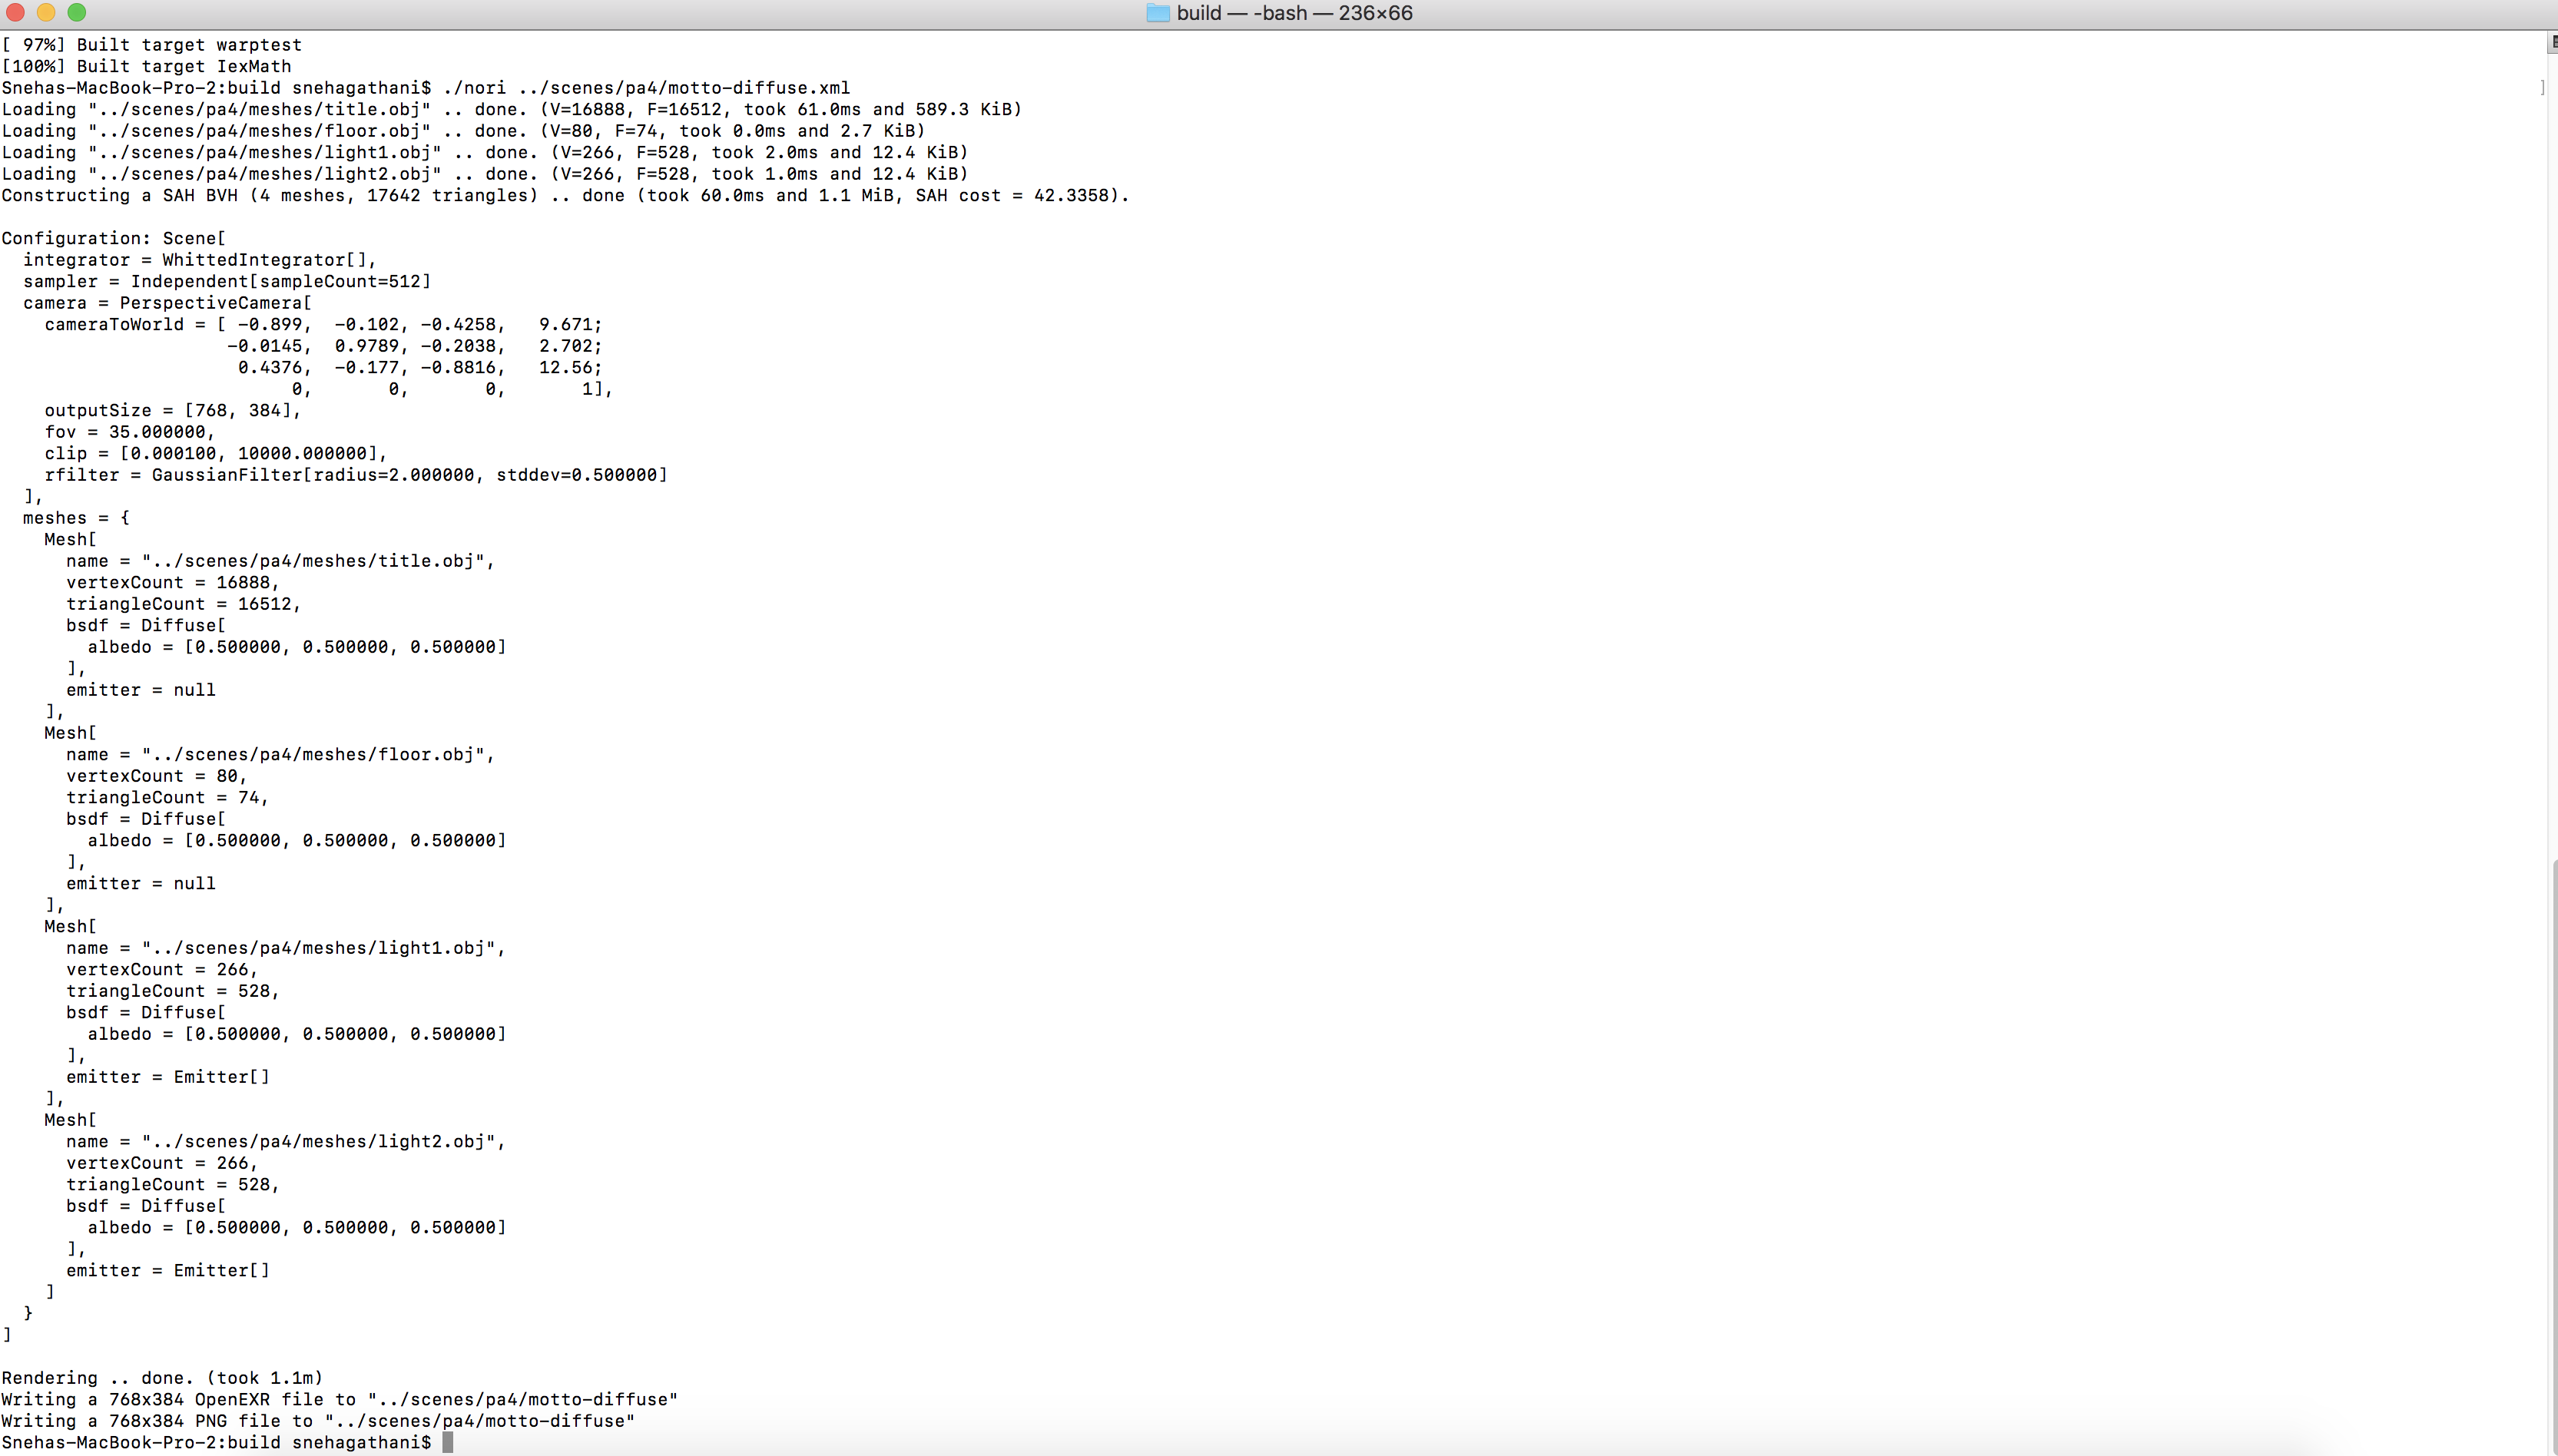 build — -bash — 236×66
[ 97%] Built target warptest
[100%] Built target IexMath
Snehas-MacBook-Pro-2:build snehagathani$ ./nori ../scenes/pa4/motto-diffuse.xml
Loading "../scenes/pa4/meshes/title.obj" .. done. (V=16888, F=16512, took 61.0ms and 589.3 KiB)
Loading "../scenes/pa4/meshes/floor.obj" .. done. (V=80, F=74, took 0.0ms and 2.7 KiB)
Loading "../scenes/pa4/meshes/light1.obj" .. done. (V=266, F=528, took 2.0ms and 12.4 KiB)
Loading "../scenes/pa4/meshes/light2.obj" .. done. (V=266, F=528, took 1.0ms and 12.4 KiB)
Constructing a SAH BVH (4 meshes, 17642 triangles) .. done (took 60.0ms and 1.1 MiB, SAH cost = 42.3358).

Configuration: Scene[
  integrator = WhittedIntegrator[],
  sampler = Independent[sampleCount=512]
  camera = PerspectiveCamera[
    cameraToWorld = [ -0.899,  -0.102, -0.4258,   9.671;
                     -0.0145,  0.9789, -0.2038,   2.702;
                      0.4376,  -0.177, -0.8816,   12.56;
                           0,       0,       0,       1],
    outputSize = [768, 384],
    fov = 35.000000,
    clip = [0.000100, 10000.000000],
    rfilter = GaussianFilter[radius=2.000000, stddev=0.500000]
  ],
  meshes = {
    Mesh[
      name = "../scenes/pa4/meshes/title.obj",
      vertexCount = 16888,
      triangleCount = 16512,
      bsdf = Diffuse[
        albedo = [0.500000, 0.500000, 0.500000]
      ],
      emitter = null
    ],
    Mesh[
      name = "../scenes/pa4/meshes/floor.obj",
      vertexCount = 80,
      triangleCount = 74,
      bsdf = Diffuse[
        albedo = [0.500000, 0.500000, 0.500000]
      ],
      emitter = null
    ],
    Mesh[
      name = "../scenes/pa4/meshes/light1.obj",
      vertexCount = 266,
      triangleCount = 528,
      bsdf = Diffuse[
        albedo = [0.500000, 0.500000, 0.500000]
      ],
      emitter = Emitter[]
    ],
    Mesh[
      name = "../scenes/pa4/meshes/light2.obj",
      vertexCount = 266,
      triangleCount = 528,
      bsdf = Diffuse[
        albedo = [0.500000, 0.500000, 0.500000]
      ],
      emitter = Emitter[]
    ]
  }
]

Rendering .. done. (took 1.1m)
Writing a 768x384 OpenEXR file to "../scenes/pa4/motto-diffuse"
Writing a 768x384 PNG file to "../scenes/pa4/motto-diffuse"
Snehas-MacBook-Pro-2:build snehagathani$